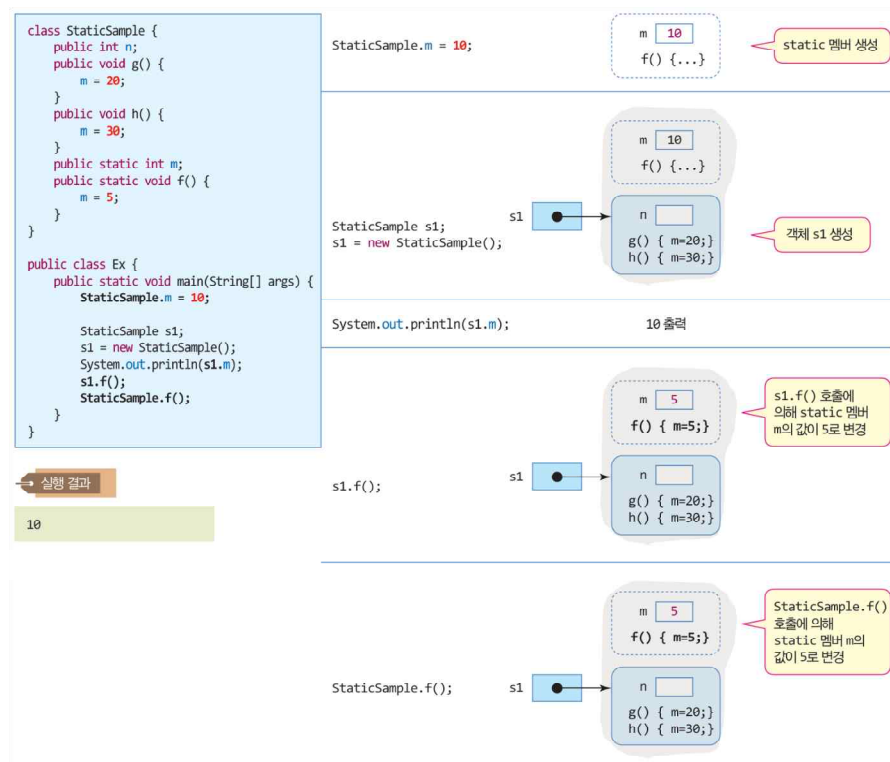 class StaticSample {
public int n;
public void g() {
m = 20;
}
public void h() {
m = 30;
}
public static int m;
public static void f() {
m = 5;
}
}
public class Ex {
public static void main(String[] args) {
StaticSample.m = 10;
StaticSample s1;
s1 = new StaticSample();
System.out.println(s1.m);
s1.f();
StaticSample.f();
}
}
실행 결과
10
StaticSample.m = 10;
m 10
f() {...}
static 멤버 생성
StaticSample s1;
s1 = new StaticSample();
s1
m 10
f() {...}
n
g() { m=20;}
h() { m=30;}
객체 s1 생성
System.out.println(s1.m);
10 출력
s1.f();
s1
m 5
f() { m=5;}
n
g() { m=20;}
h() { m=30;}
s1.f() 호출에
의해 static 멤버
m의 값이 5로 변경
StaticSample.f();
s1
m 5
f() { m=5;}
n
g() { m=20;}
h() { m=30;}
StaticSample.f()
호출에 의해
static 멤버 m의
값이 5로 변경